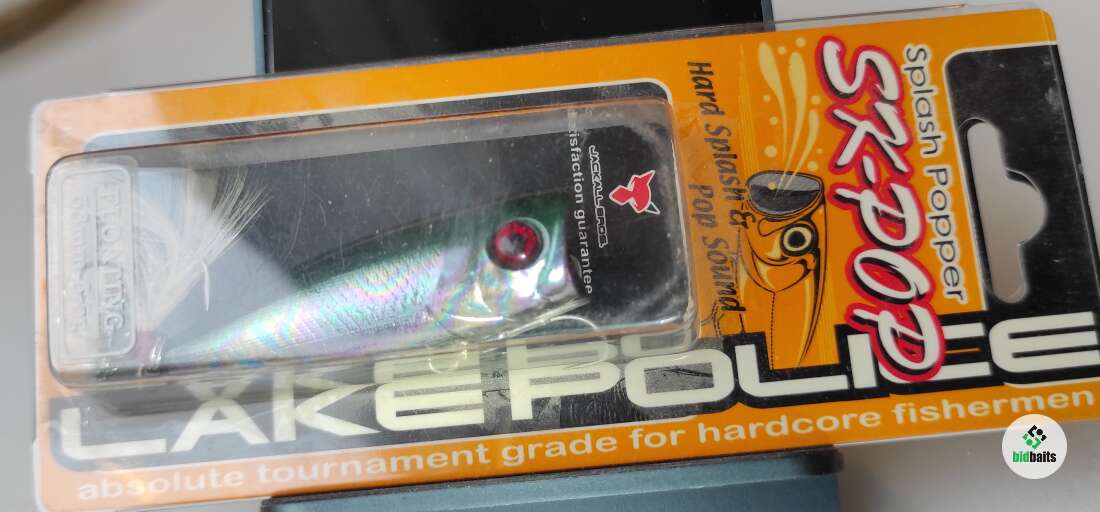 Splash Popper
SK-POP
Hard Splash &
Pop Sound
JACKALL BROS.
satisfaction guarantee
FLOATING
LAKE POLICE
absolute tournament grade for hardcore fishermen
bidbaits